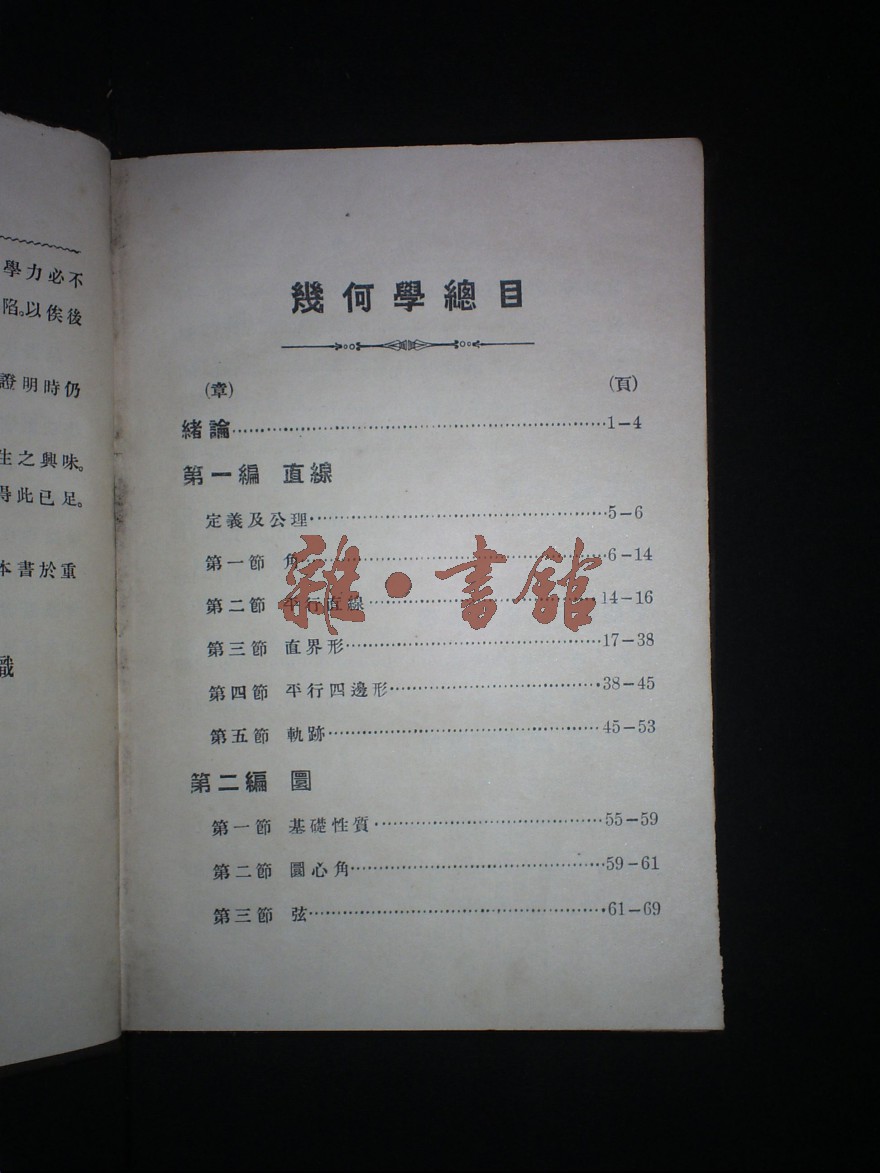 學力必不
陷。以俟後
證明時仍
生之興味。
得此已足。
本書於重
識
幾何學總目
(章) (頁)
緒論……1-4
第一編 直線
定義及公理……5-6
第一節 角……6-14
第二節 平行直線……14-16
第三節 直界形……17-38
第四節 平行四邊形……38-45
第五節 軌跡……45-53
第二編 圜
第一節 基礎性質……55-59
第二節 圜心角……59-61
第三節 弦……61-69
雜·書館